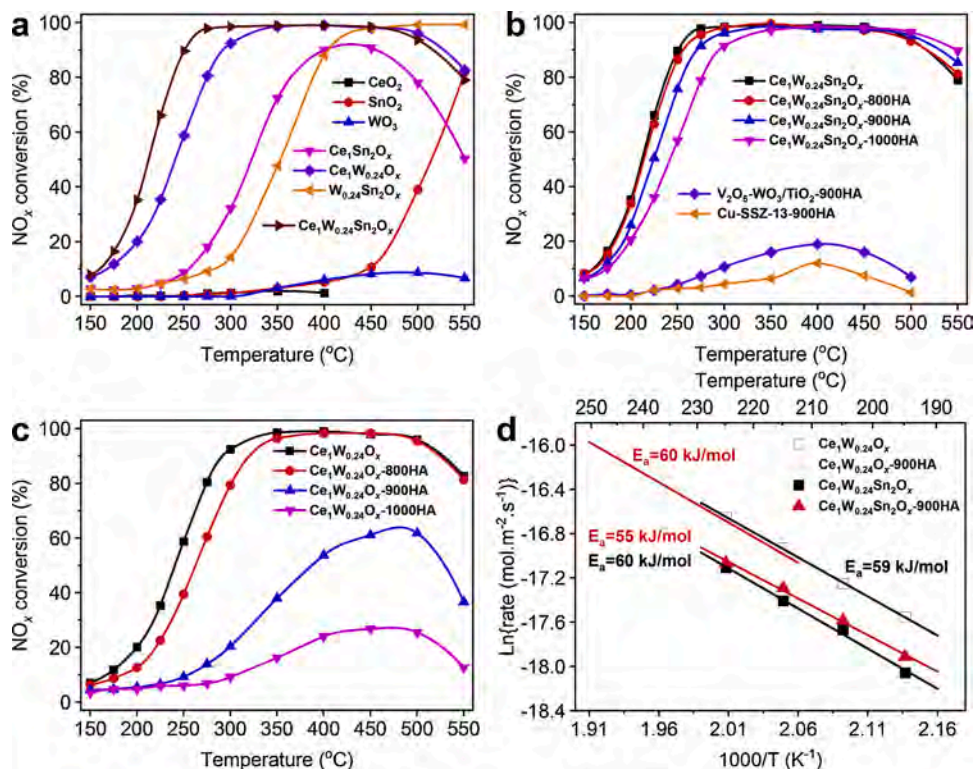 a
NOₓ conversion (%)
100
80
60
40
20
0
150 200 250 300 350 400 450 500 550
Temperature (ºC)
CeO₂
SnO₂
WO₃
Ce₁Sn₂Oₓ
Ce₁W₀.₂₄Oₓ
W₀.₂₄Sn₂Oₓ
Ce₁W₀.₂₄Sn₂Oₓ
b
NOₓ conversion (%)
100
80
60
40
20
0
150 200 250 300 350 400 450 500 550
Temperature (ºC)
Ce₁W₀.₂₄Sn₂Oₓ
Ce₁W₀.₂₄Sn₂Oₓ-800HA
Ce₁W₀.₂₄Sn₂Oₓ-900HA
Ce₁W₀.₂₄Sn₂Oₓ-1000HA
V₂O₅-WO₃/TiO₂-900HA
Cu-SSZ-13-900HA
c
NOₓ conversion (%)
100
80
60
40
20
0
150 200 250 300 350 400 450 500 550
Temperature (ºC)
Ce₁W₀.₂₄Oₓ
Ce₁W₀.₂₄Oₓ-800HA
Ce₁W₀.₂₄Oₓ-900HA
Ce₁W₀.₂₄Oₓ-1000HA
Temperature (ºC)
250 240 230 220 210 200 190
d
Ln{rate (mol.m⁻².s⁻¹)}
-16.0
-16.4
-16.8
-17.2
-17.6
-18.0
-18.4
Ce₁W₀.₂₄Oₓ
Ce₁W₀.₂₄Oₓ-900HA
Ce₁W₀.₂₄Sn₂Oₓ
Ce₁W₀.₂₄Sn₂Oₓ-900HA
Eₐ=60 kJ/mol
Eₐ=55 kJ/mol
Eₐ=60 kJ/mol
Eₐ=59 kJ/mol
1.91 1.96 2.01 2.06 2.11 2.16
1000/T (K⁻¹)